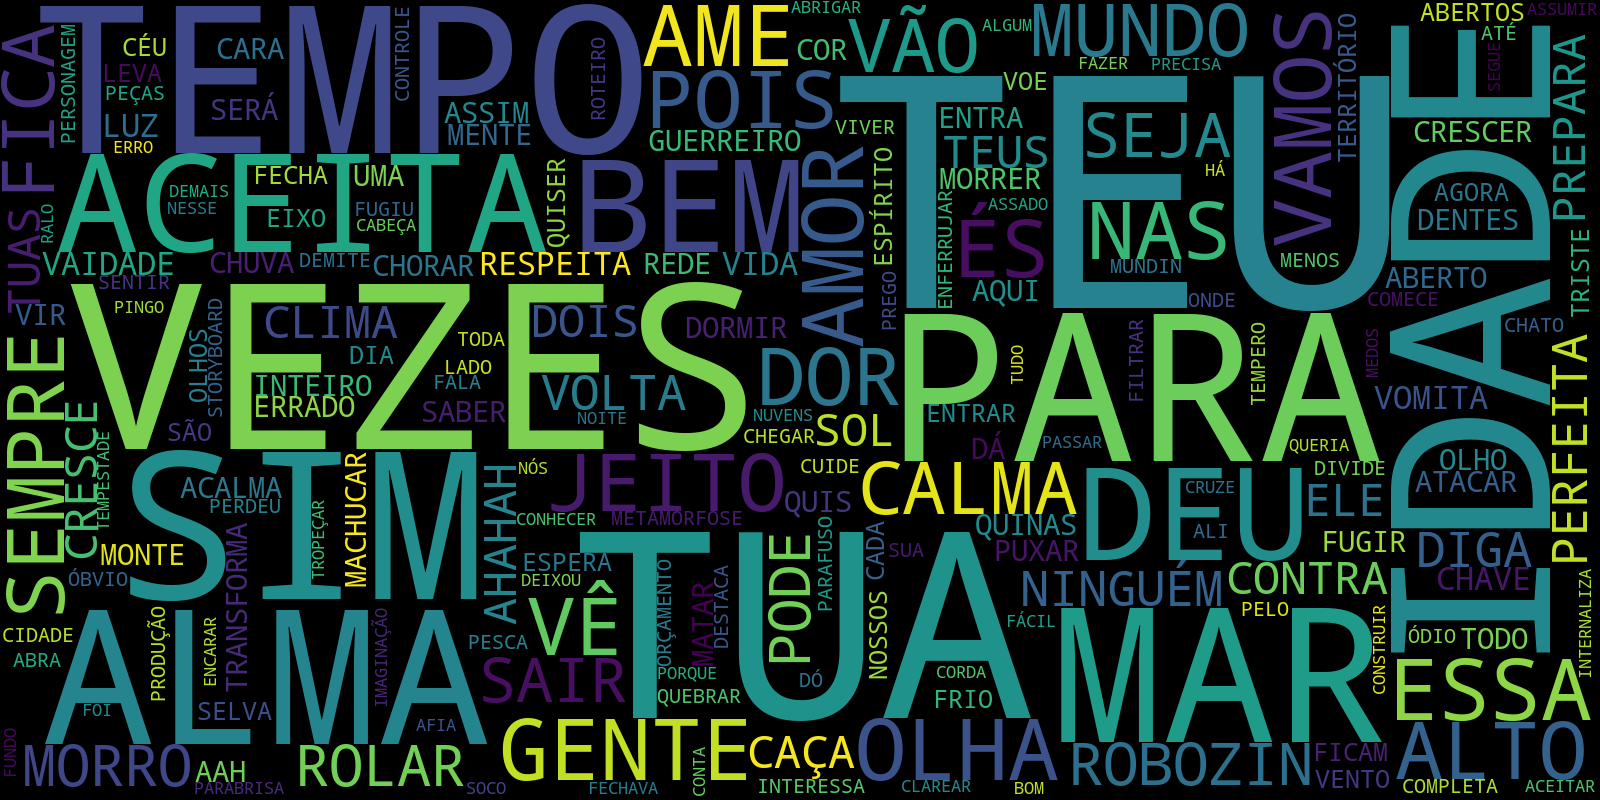 TEMPO
AME
ABRIGAR
VÃO
ALGUM
MUNDO
VAMOS
ABERTOS
ASSUMIR
ATÉ
SEGUE
FICA
PERSONAGEM
CÉU
CARA
CONTROLE
ROTEIRO
COR
FAZER
PRECISA
TERRITÓRIO
LEVA
PEÇAS
SERÁ
LUZ
ERRO
ASSIM
MENTE
POIS
GUERREIRO
VIVER
VOE
ENTRA
TEUS
TEU
SEJA
CRESCER
PREPARA
IDADE
ACEITA
DEMAIS
NESSE
FECHA
UMA
EIXO
FUGIU
CABEÇA
QUISER
BEM
AMOR
ESPÍRITO
MORRER
HÁ
ASSADO
ÉS
NAS
AGORA
DENTES
TUAS
RALO
VAIDADE
CHUVA
DEMITE
CHORAR
RESPEITA
REDE
VIDA
ENFERRUJAR
MUNDIN
MENOS
ABERTO
TRISTE
SENTIR
PINGO
PREGO
AQUI
ONDE
COMECE
CHATO
VIR
VEZES
CLIMA
DOIS
DORMIR
PARA
FILTRAR
TEMPERO
MEDOS
SEMPRE
OLHOS
STORYBOARD
DIA
TODA
LADO
FALA
INTEIRO
ERRADO
SABER
VOLTA
NOITE
DOR
TUDO
VOMITA
PERFEITA
CRESCE
TEMPESTADE
SÃO
NUVENS
CHEGAR
SOL
ENTRAR
DÁ
PASSAR
QUERIA
DIVIDE
OLHO
ATACAR
SIM
ACALMA
PERDEU
TROPEÇAR
MACHUCAR
AHAHAH
NÓS
JEITO
CUIDE
QUIS
CALMA
DEU
CRUZE
ELE
CONHECER
METAMORFOSE
QUINAS
ALI
FUGIR
DIGA
MONTE
ÓBVIO
ESPERA
DEIXOU
TUA
PODE
PARAFUSO
CADA
SUA
PUXAR
NINGUÉM
CONTRA
CHAVE
INTERNALIZA
CIDADE
ABRA
ALMA
PRODUÇÃO
ENCARAR
TRANSFORMA
IMAGINAÇÃO
PESCA
VÊ
ORÇAMENTO
MATAR
DESTACA
NOSSOS
FÁCIL
PELO
CONSTRUIR
ÓDIO
TODO
FOI
SELVA
AFIA
SAIR
PORQUE
QUEBRAR
DÓ
CORDA
FRIO
MAR
ESSA
FUNDO
MORRO
AAH
PARABRISA
ROLAR
SOCO
GENTE
FECHAVA
CONTA
CAÇA
INTERESSA
OLHA
CLAREAR
BOM
ROBOZIN
FICAM
VENTO
ALTO
COMPLETA
ACEITAR